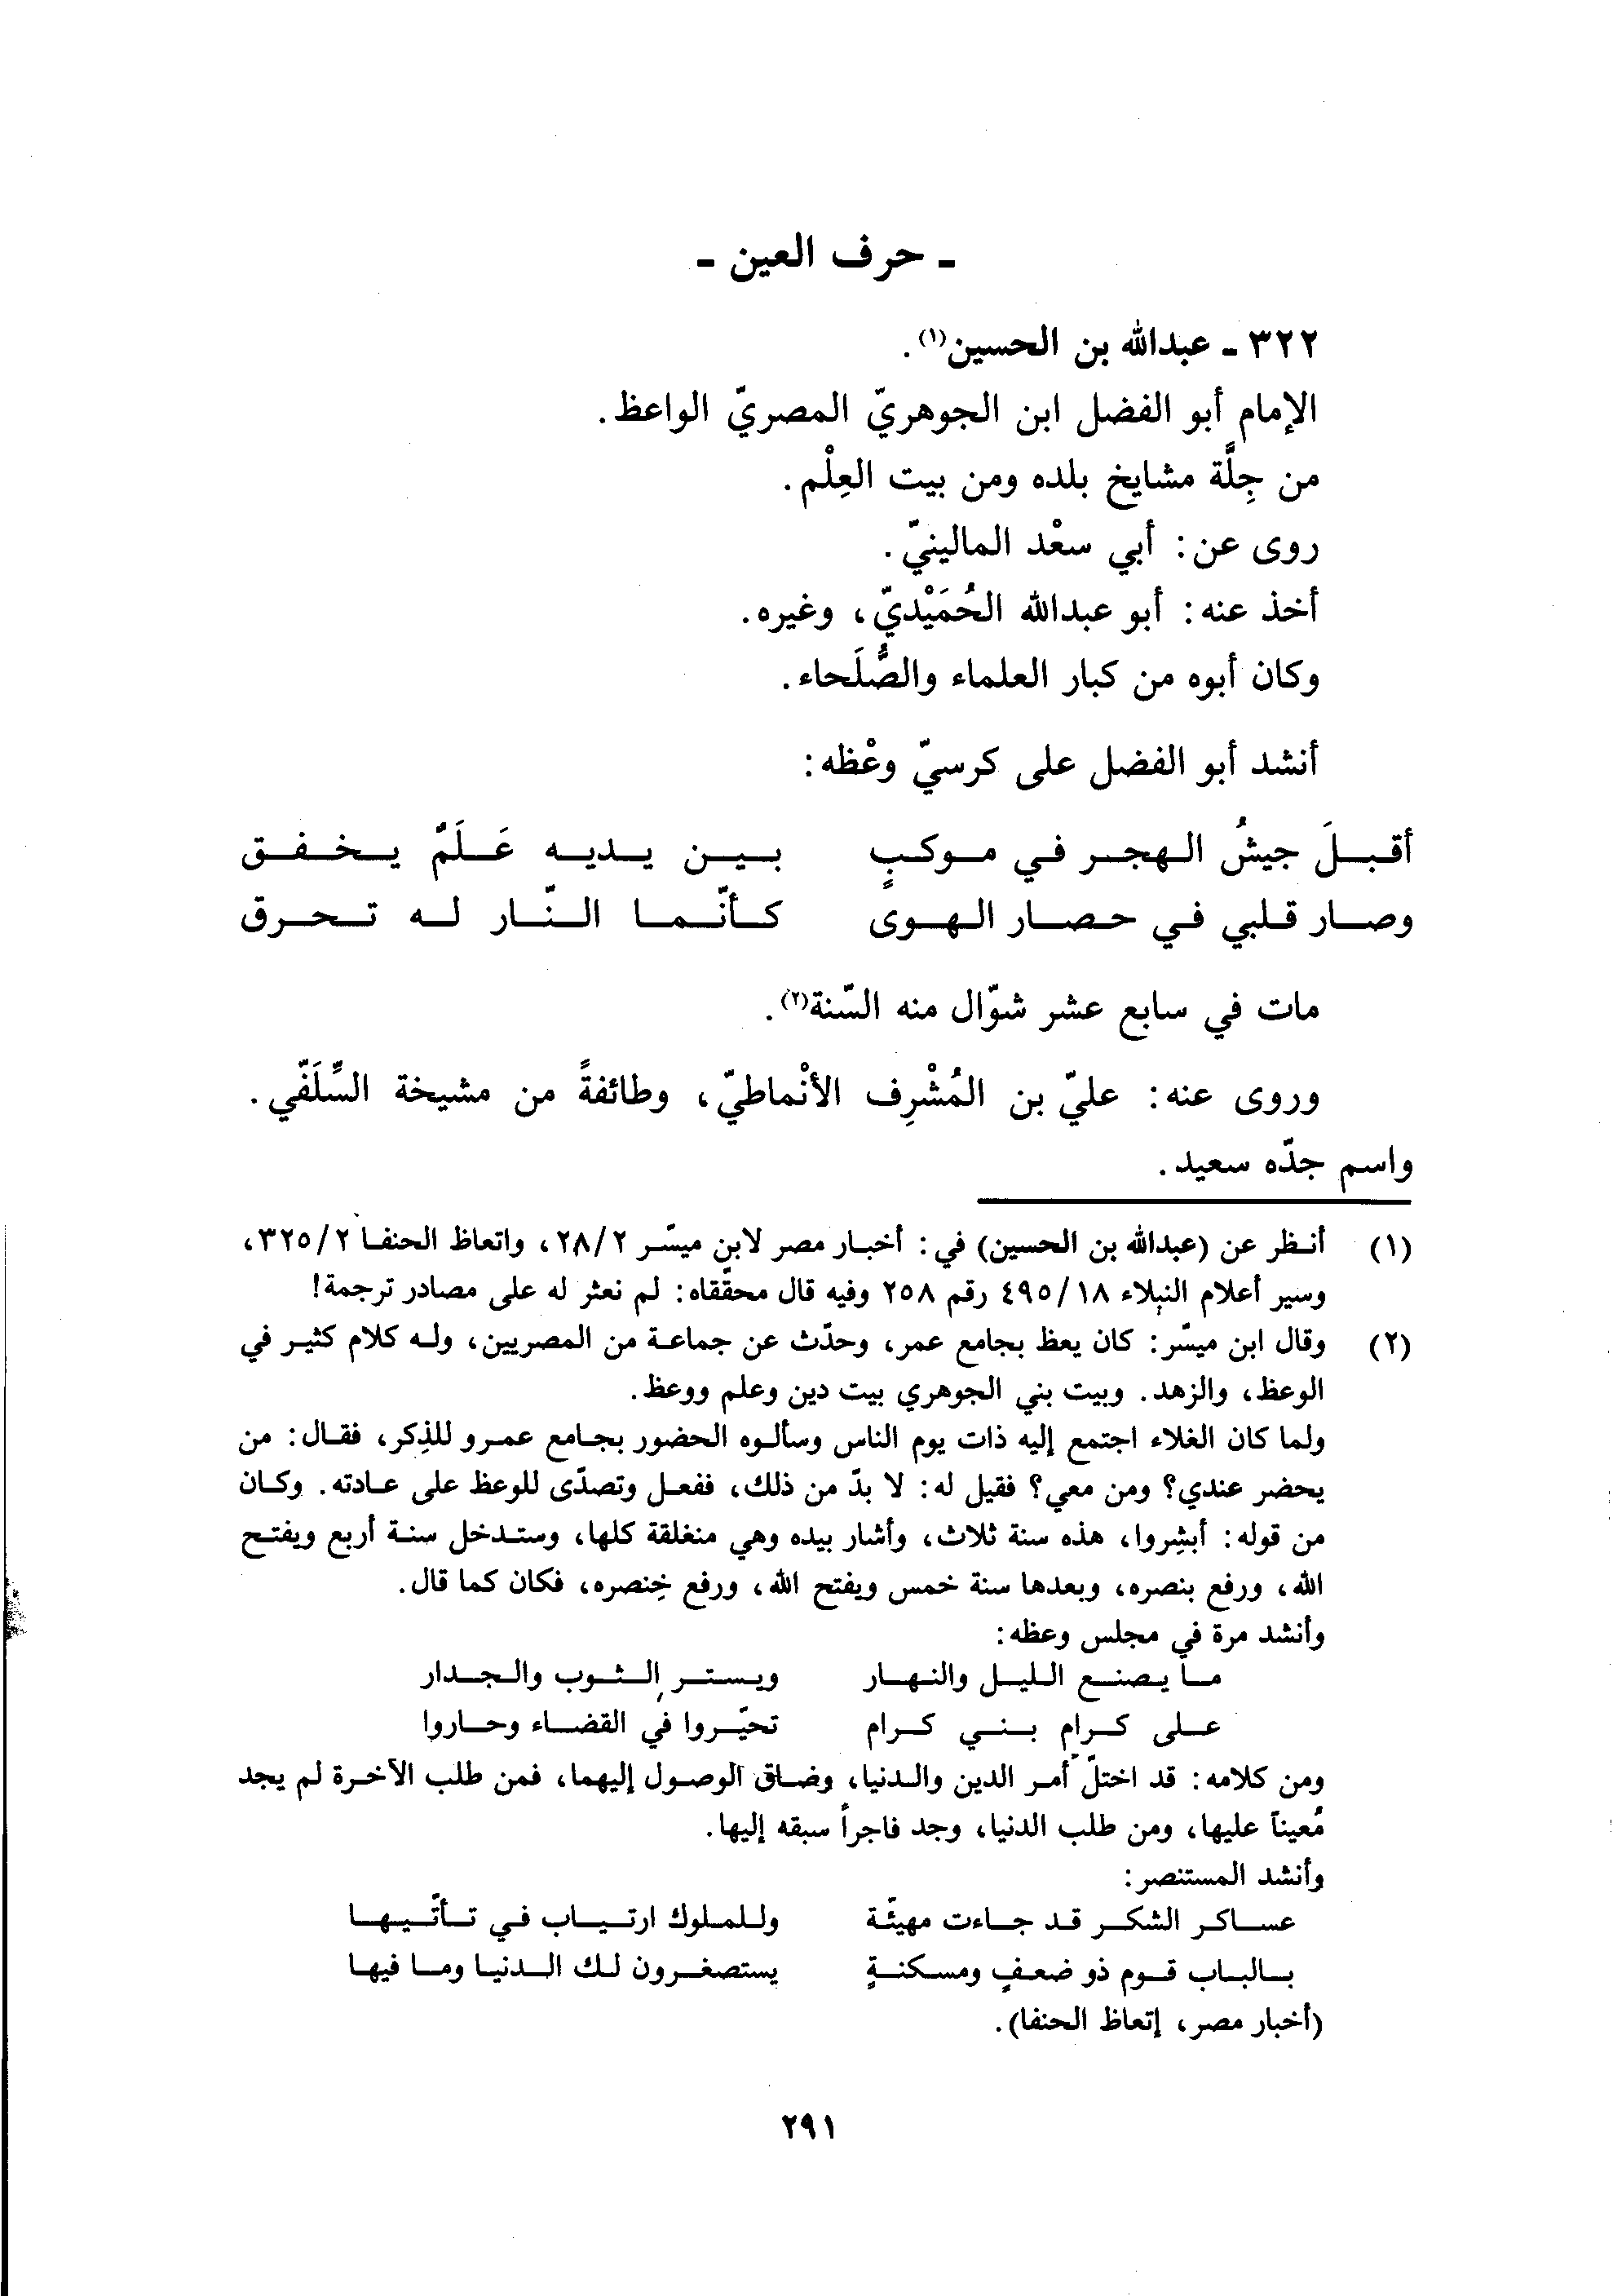 ـ حرف العين ـ
٣٢٢ ـ عبدالله بن الحسين(١).
الإمام أبو الفضل ابن الجوهريّ المصريّ الواعظ.
من جِلَّة مشايخ بلده ومن بيت العِلْم.
روى عن: أبي سعْد المالينيّ.
أخذ عنه: أبو عبدالله الحُمَيْديّ، وغيره.
وكان أبوه من كبار العلماء والصُّلَحاء.
أنشد أبو الفضل على كرسيّ وعْظه:
أقبلَ جيشُ الهجر في موكبٍ بين يديه عَلَمٌ يخفق
وصار قلبي في حصار الهوى كأنّما النّار له تحرق
مات في سابع عشر شوّال منه السّنة(٢).
وروى عنه: عليّ بن المُشْرِف الأنْماطيّ، وطائفةً من مشيخة السِّلَفّي.
واسم جدّه سعيد.
(١) أنظر عن (عبدالله بن الحسين) في: أخبار مصر لابن ميسّر ٢/ ٢٨، واتعاظ الحنفا ٢/ ٣٢٥،
وسير أعلام النبلاء ١٨/ ٤٩٥ رقم ٢٥٨ وفيه قال محقّقاه: لم نعثر له على مصادر ترجمة!
(٢) وقال ابن ميسّر: كان يعظ بجامع عمر، وحدّث عن جماعة من المصريين، وله كلام كثير في
الوعظ، والزهد. وبيت بني الجوهري بيت دين وعلم ووعظ.
ولما كان الغلاء اجتمع إليه ذات يوم الناس وسألوه الحضور بجامع عمرو للذِكر، فقال: من
يحضر عندي؟ ومن معي؟ فقيل له: لا بدّ من ذلك، ففعل وتصدّى للوعظ على عادته. وكان
من قوله: أبشِروا، هذه سنة ثلاث، وأشار بيده وهي منغلقة كلها، وستدخل سنة أربع ويفتح
الله، ورفع بنصره، وبعدها سنة خمس ويفتح الله، ورفع خِنصره، فكان كما قال.
وأنشد مرة في مجلس وعظه:
ما يصنع الليل والنهار ويستر الثوب والجدار
على كرام بني كرام تحيّروا في القضاء وحاروا
ومن كلامه: قد اختلّ أمر الدين والدنيا، وضاق الوصول إليهما، فمن طلب الآخرة لم يجد
مُعيناً عليها، ومن طلب الدنيا، وجد فاجراً سبقه إليها.
وأنشد المستنصر:
عساكر الشكر قد جاءت مهيئّة وللملوك ارتياب في تأتّيها
بالباب قوم ذو ضعفٍ ومسكنةٍ يستصغرون لك الدنيا وما فيها
(أخبار مصر، إتعاظ الحنفا).
٢٩١